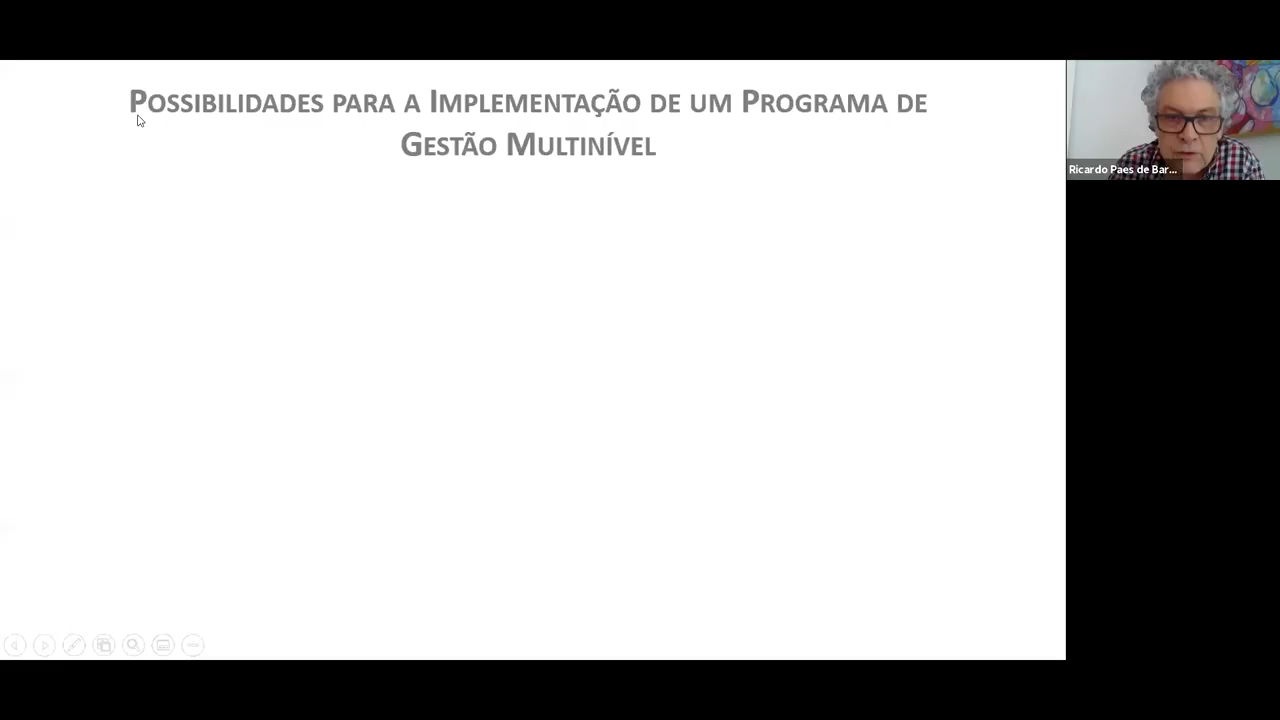 Possibilidades para a Implementação de um Programa de
Gestão Multinível
Ricardo Paes de Bar...